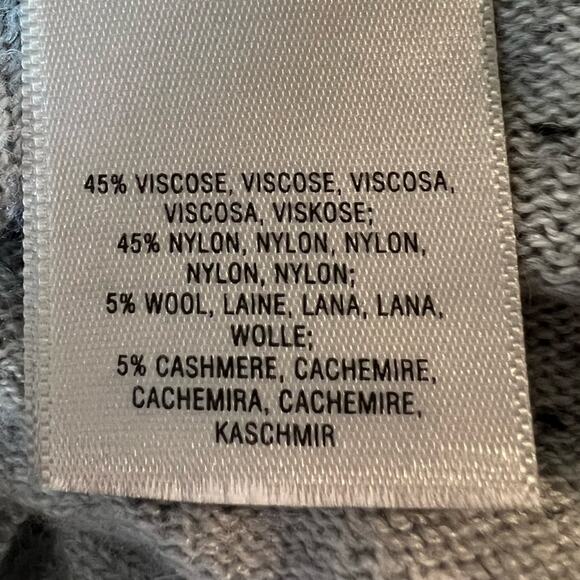 45% VISCOSE, VISCOSE, VISCOSA,
VISCOSA, VISKOSE;
45% NYLON, NYLON, NYLON,
NYLON, NYLON;
5% WOOL, LAINE, LANA, LANA,
WOLLE;
5% CASHMERE, CACHEMIRE,
CACHEMIRA, CACHEMIRE,
KASCHMIR